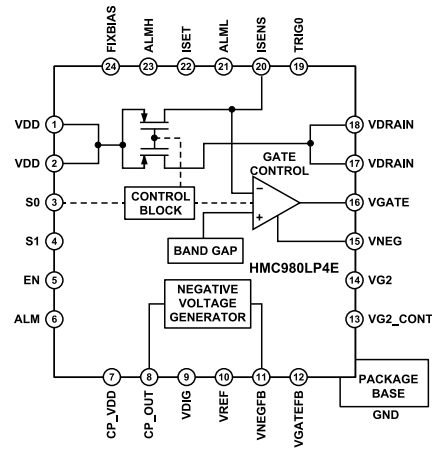 FIXBIAS
ALMH
ISET
ALML
ISENS
TRIG0
24
23
22
21
20
19
VDD 1
VDD 2
S0 3
S1 4
EN 5
ALM 6
18 VDRAIN
17 VDRAIN
16 VGATE
15 VNEG
14 VG2
13 VG2_CONT
GATE
CONTROL
−
+
CONTROL
BLOCK
BAND GAP
HMC980LP4E
NEGATIVE
VOLTAGE
GENERATOR
PACKAGE
BASE
GND
7
8
9
10
11
12
CP_VDD
CP_OUT
VDIG
VREF
VNEGFB
VGATEFB